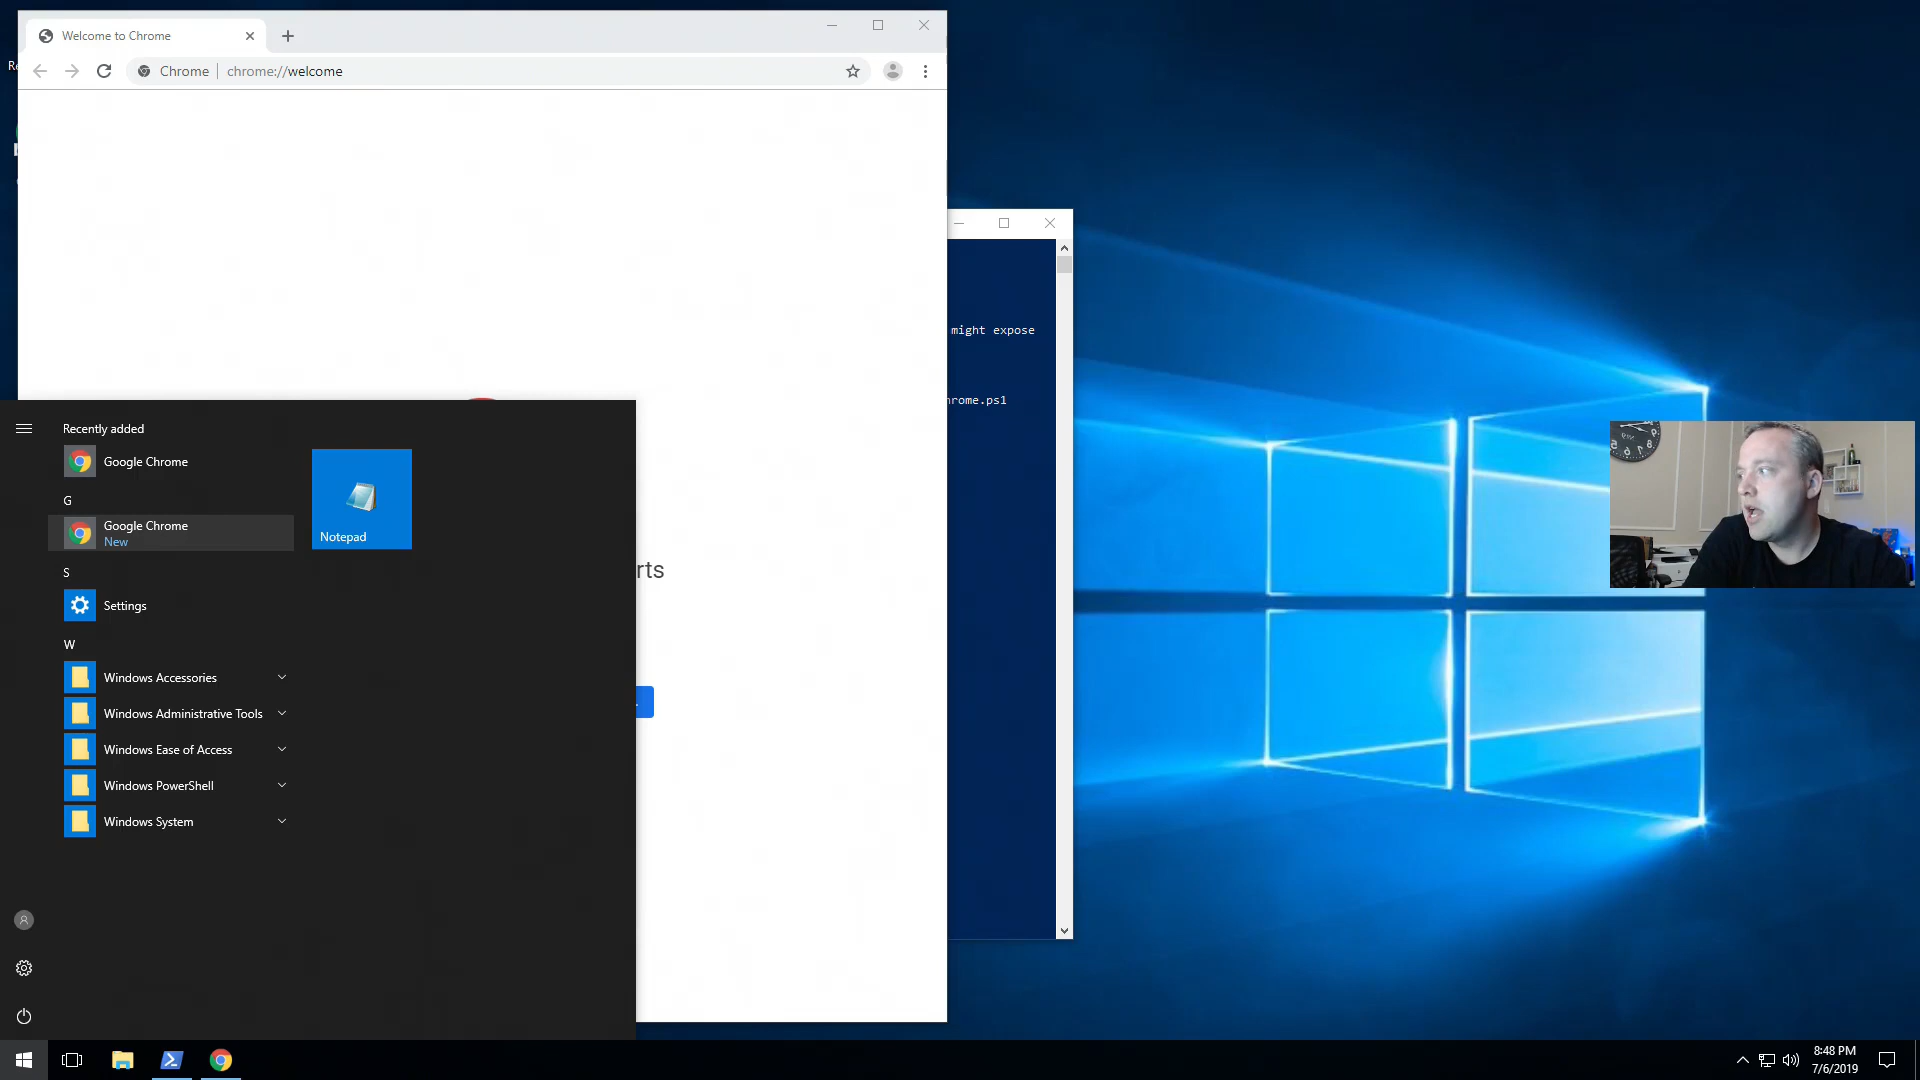 Welcome to Chrome
Chrome
chrome://welcome
might expose
hrome.ps1
Recently added
Google Chrome
G
Google Chrome
New
S
Settings
W
Windows Accessories
Windows Administrative Tools
Windows Ease of Access
Windows PowerShell
Windows System
Notepad
rts
8:48 PM
7/6/2019